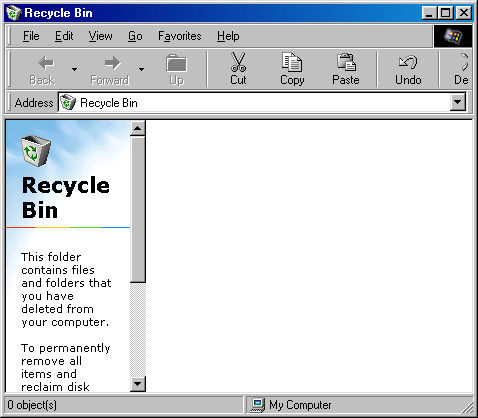 Recycle Bin
File Edit View Go Favorites Help
Back Forward Up Cut Copy Paste Undo De
Address Recycle Bin
Recycle
Bin
This folder
contains files
and folders that
you have
deleted from
your computer.
To permanently
remove all
items and
reclaim disk
0 object(s) My Computer